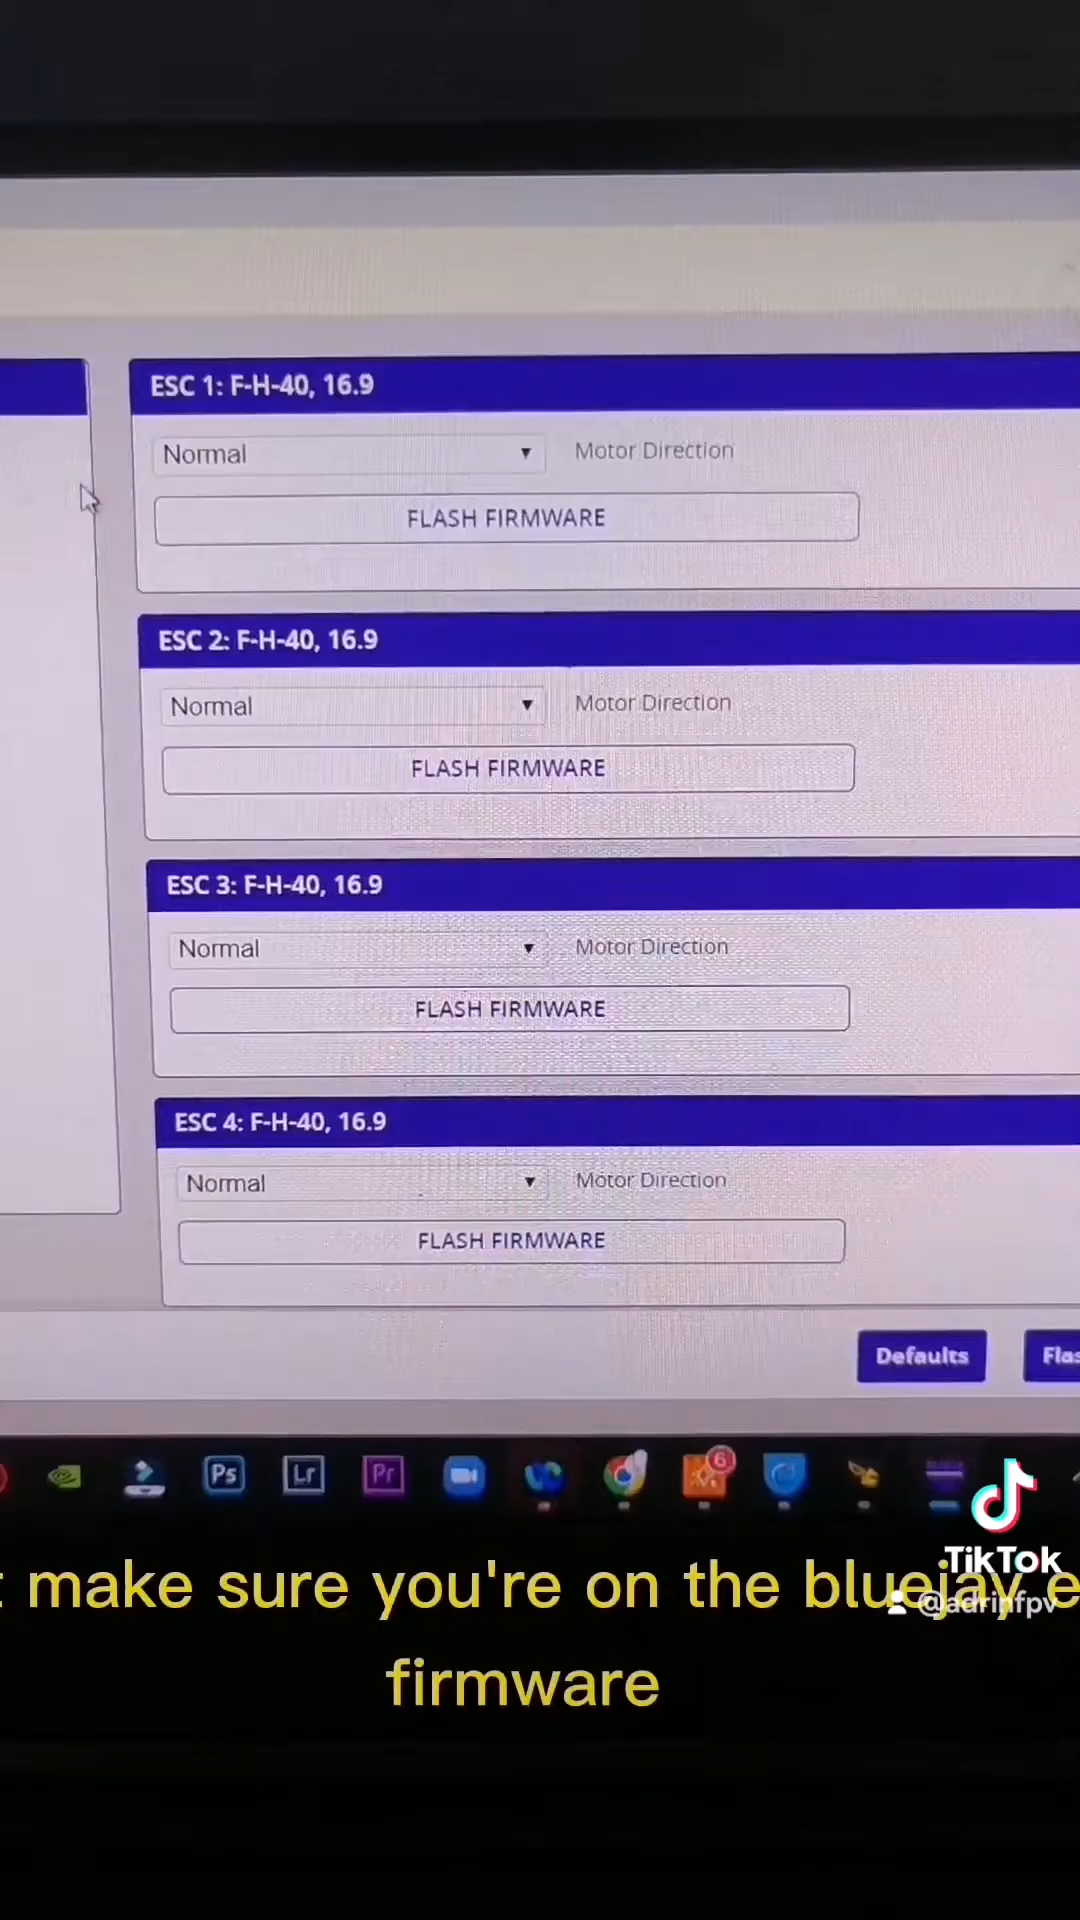 ESC 1: F-H-40, 16.9
Normal
Motor Direction
FLASH FIRMWARE
ESC 2: F-H-40, 16.9
Normal
Motor Direction
FLASH FIRMWARE
ESC 3: F-H-40, 16.9
Normal
Motor Direction
FLASH FIRMWARE
ESC 4: F-H-40, 16.9
Normal
Motor Direction
FLASH FIRMWARE
Defaults
Ps
Lr
Pr
6
TikTok
@adrinfpv
make sure you're on the bluejay
firmware